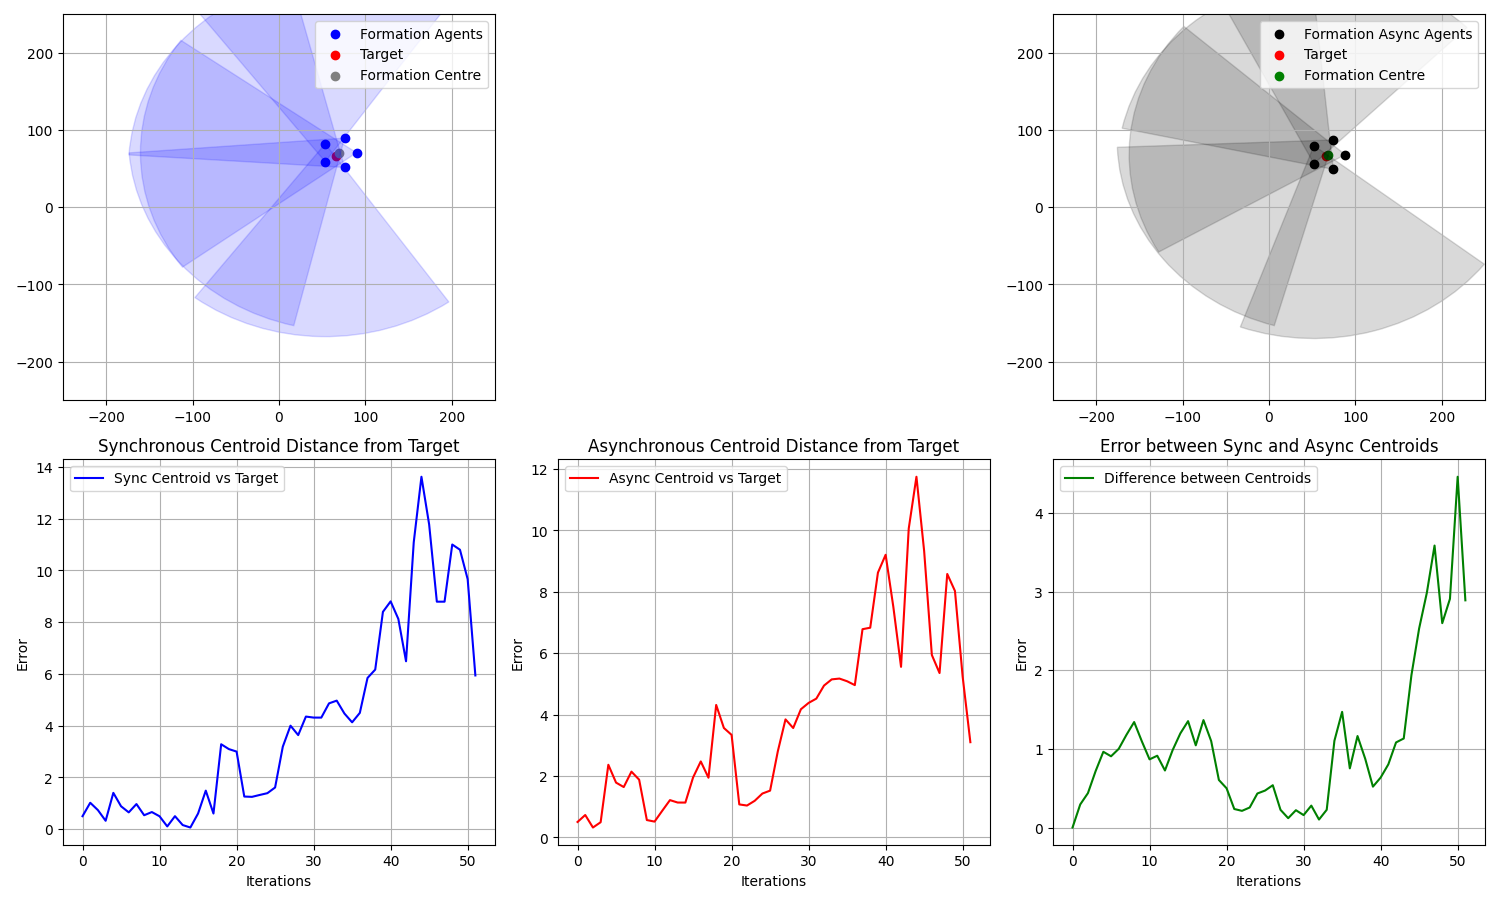 Formation Agents
Target
Formation Centre
200
100
0
−100
−200
−200 −100 0 100 200
Formation Async Agents
Target
Formation Centre
200
100
0
−100
−200
−200 −100 0 100 200
Synchronous Centroid Distance from Target
Sync Centroid vs Target
Error
14
12
10
8
6
4
2
0
0 10 20 30 40 50
Iterations
Asynchronous Centroid Distance from Target
Async Centroid vs Target
Error
12
10
8
6
4
2
0
0 10 20 30 40 50
Iterations
Error between Sync and Async Centroids
Difference between Centroids
Error
4
3
2
1
0
0 10 20 30 40 50
Iterations